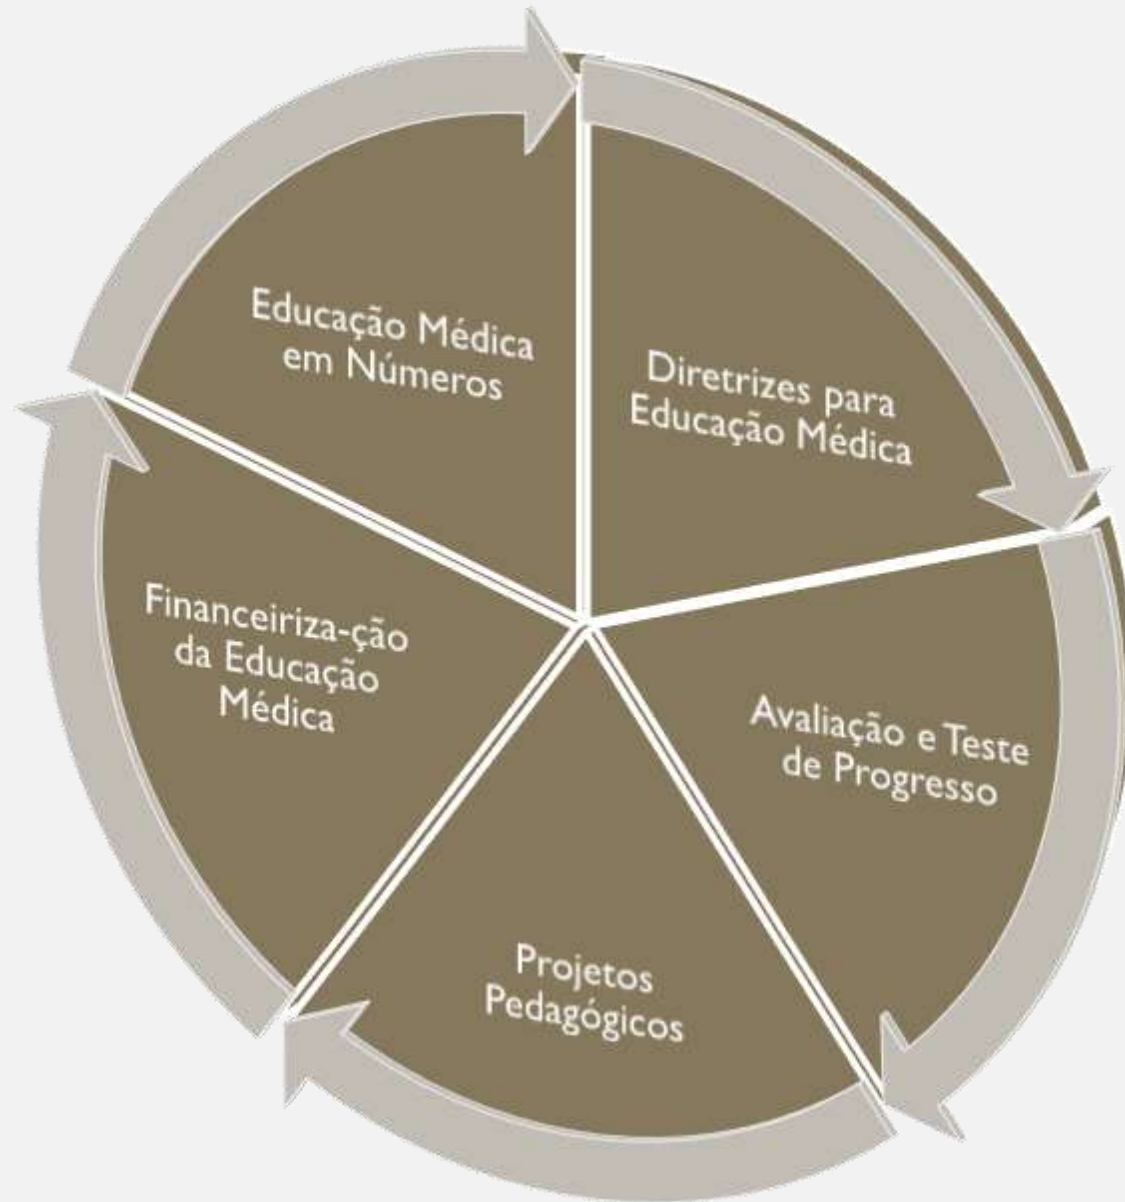 Educação Médica
em Números
Diretrizes para
Educação Médica
Avaliação e Teste
de Progresso
Projetos
Pedagógicos
Financeiriza-ção
da Educação
Médica